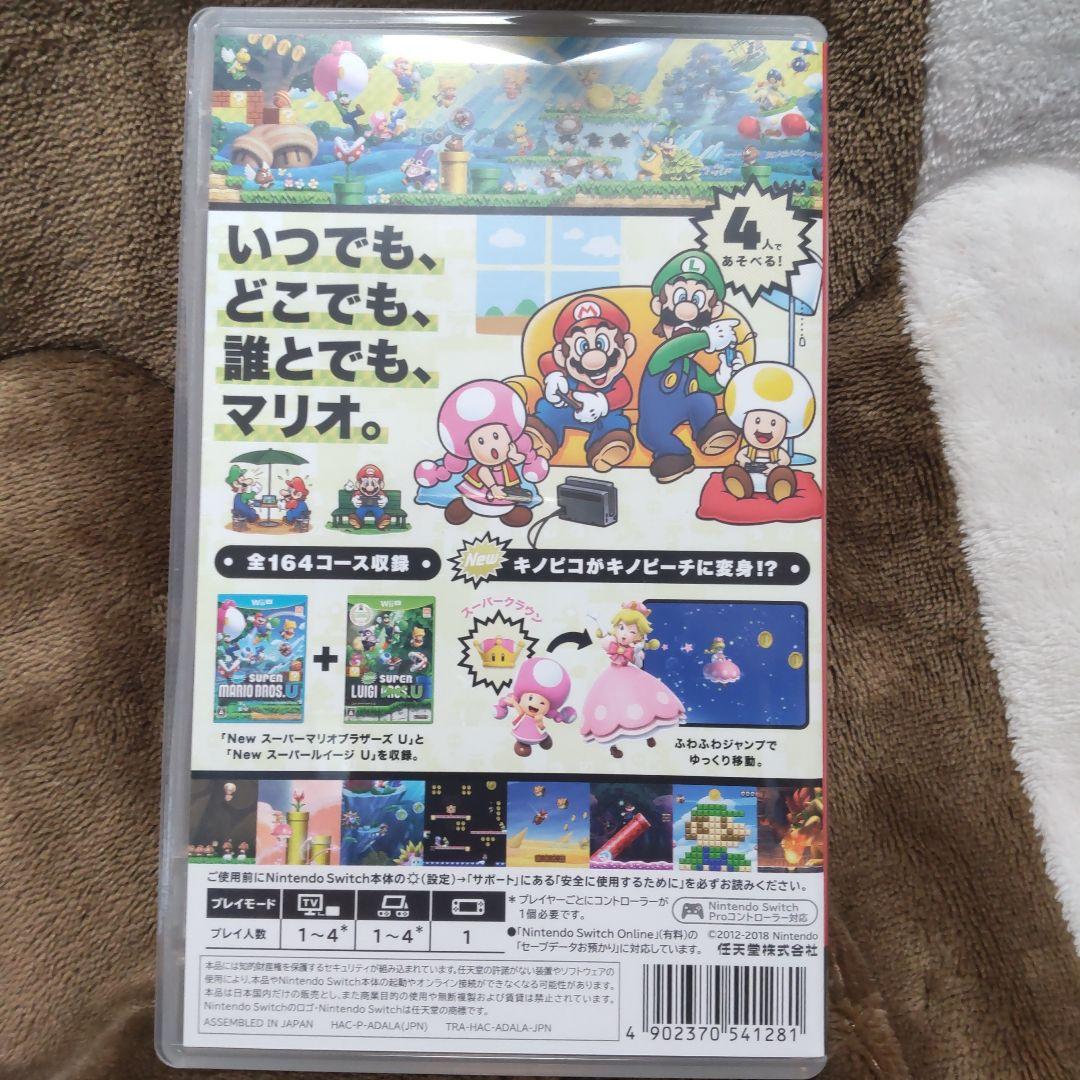 4人で
あそべる!
いつでも、
どこでも、
誰とでも、
マリオ。
• 全164コース収録 •
New キノピコがキノピーチに変身!? •
スーパークラウン
Wii U
SUPER
MARIO BROS. U
+
Wii U
SUPER
LUIGI BROS. U
「New スーパーマリオブラザーズ U」と
「New スーパールイージ U」を収録。
ふわふわジャンプで
ゆっくり移動。
ご使用前にNintendo Switch本体の(設定)→「サポート」にある「安全に使用するために」を必ずお読みください。
プレイモード TV
プレイ人数 1~4* 1~4* 1
*プレイヤーごとにコントローラーが
1個必要です。
●「Nintendo Switch Online」(有料)の
「セーブデータお預かり」に対応しています。
Nintendo Switch
Proコントローラー対応
©2012-2018 Nintendo
任天堂株式会社
本品には知的財産権を保護するセキュリティが組み込まれています。任天堂の許諾がない装置やソフトウェアの
使用により、本品やNintendo Switch本体の起動やオンライン接続ができなくなる可能性があります。
本品は日本国内だけの販売とし、また商業目的の使用や無断複製および賃貸は禁止されています。
Nintendo Switchのロゴ・Nintendo Switchは任天堂の商標です。
ASSEMBLED IN JAPAN HAC-P-ADALA(JPN) TRA-HAC-ADALA-JPN
4 902370 541281